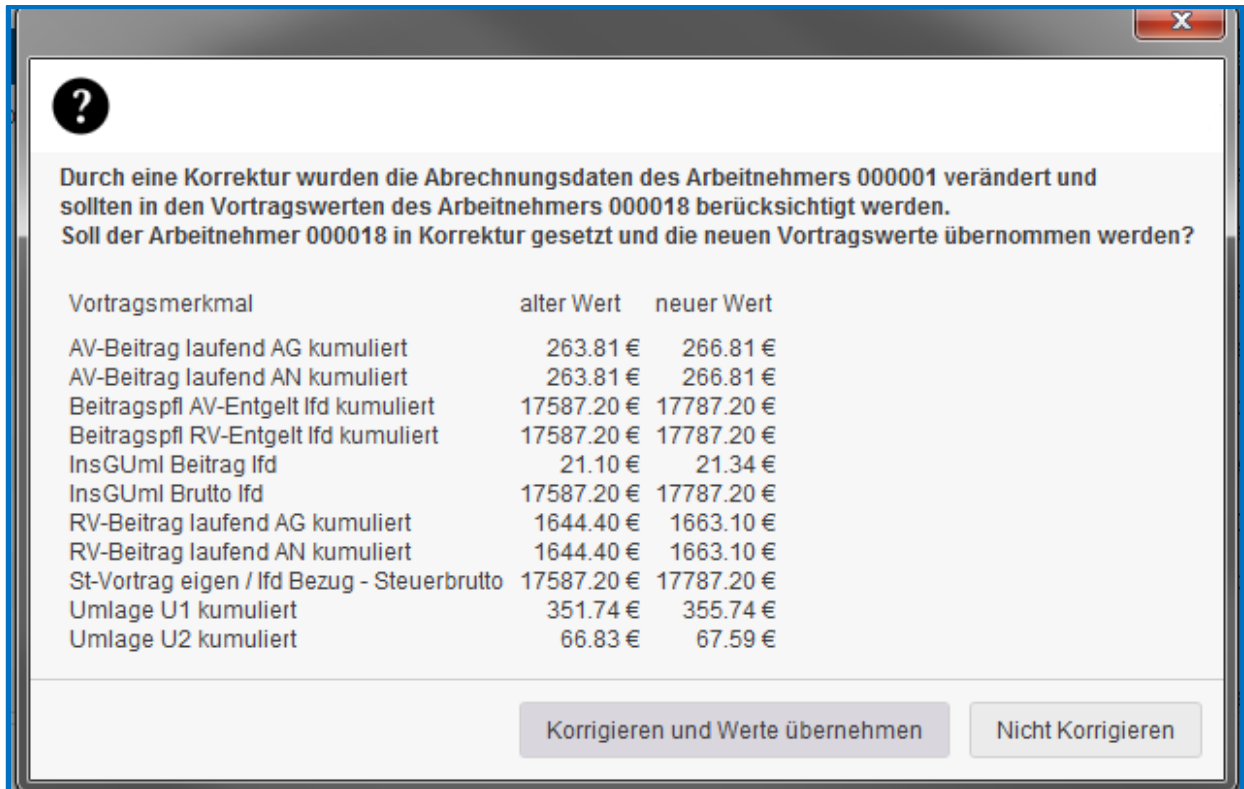 X
?
Durch eine Korrektur wurden die Abrechnungsdaten des Arbeitnehmers 000001 verändert und
sollten in den Vortragswerten des Arbeitnehmers 000018 berücksichtigt werden.
Soll der Arbeitnehmer 000018 in Korrektur gesetzt und die neuen Vortragswerte übernommen werden?
Vortragsmerkmal alter Wert neuer Wert
AV-Beitrag laufend AG kumuliert 263.81 € 266.81 €
AV-Beitrag laufend AN kumuliert 263.81 € 266.81 €
Beitragspfl AV-Entgelt lfd kumuliert 17587.20 € 17787.20 €
Beitragspfl RV-Entgelt lfd kumuliert 17587.20 € 17787.20 €
InsGUml Beitrag lfd 21.10 € 21.34 €
InsGUml Brutto lfd 17587.20 € 17787.20 €
RV-Beitrag laufend AG kumuliert 1644.40 € 1663.10 €
RV-Beitrag laufend AN kumuliert 1644.40 € 1663.10 €
St-Vortrag eigen / lfd Bezug - Steuerbrutto 17587.20 € 17787.20 €
Umlage U1 kumuliert 351.74 € 355.74 €
Umlage U2 kumuliert 66.83 € 67.59 €
Korrigieren und Werte übernehmen Nicht Korrigieren